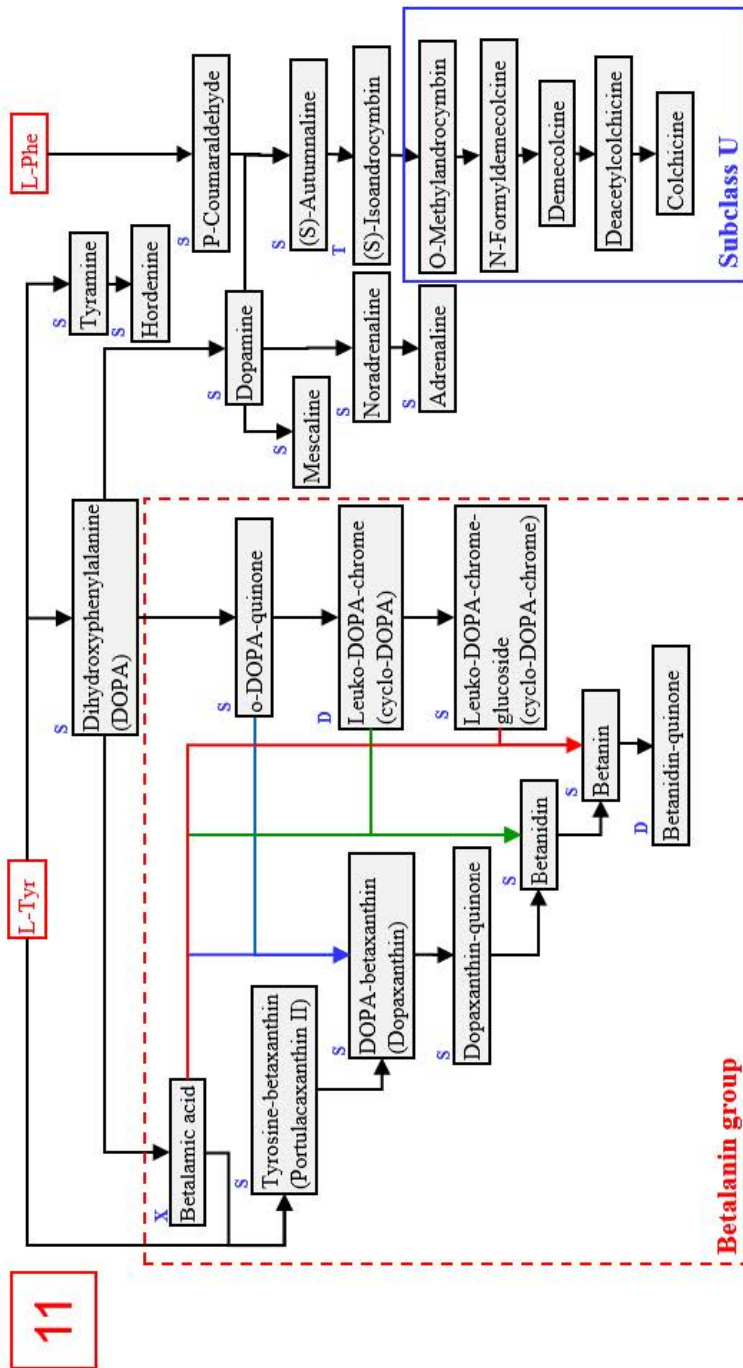 11
L-Tyr
L-Phe
S
Dihydroxyphenylalanine
(DOPA)
S
Tyramine
S
Hordenine
X
Betalamic acid
S
Tyrosine-betaxanthin
(Portulacaxanthin II)
S
o-DOPA-quinone
S
Dopamine
S
P-Coumaraldehyde
S
Mescaline
S
(S)-Autumnaline
S
DOPA-betaxanthin
(Dopaxanthin)
D
Leuko-DOPA-chrome
(cyclo-DOPA)
S
Noradrenaline
T
(S)-Isoandrocymbin
S
Dopaxanthin-quinone
S
Leuko-DOPA-chrome-
glucoside
(cyclo-DOPA-chrome)
S
Adrenaline
O-Methylandrocymbin
N-Formyldemecolcine
S
Betanidin
Demecolcine
S
Betanin
Deacetylcolchicine
D
Betanidin-quinone
Colchicine
Betalanin group
Subclass U